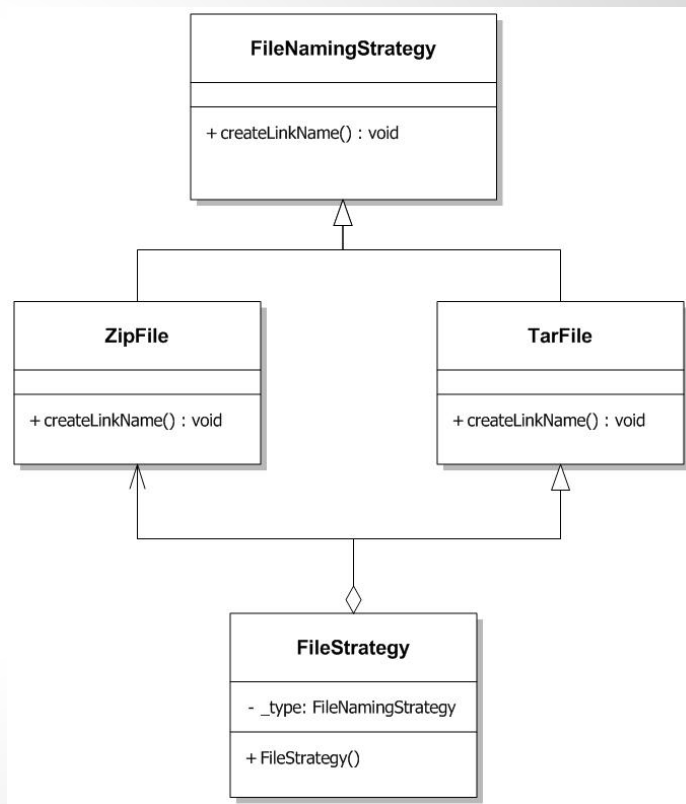 FileNamingStrategy
+ createLinkName() : void
ZipFile
+ createLinkName() : void
TarFile
+ createLinkName() : void
FileStrategy
- _type: FileNamingStrategy
+ FileStrategy()